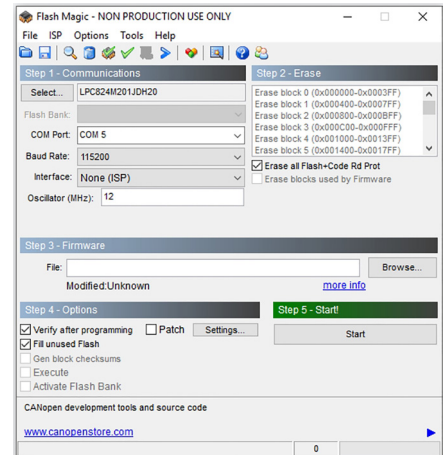 Flash Magic - NON PRODUCTION USE ONLY
File ISP Options Tools Help
Step 1 - Communications
Select... LPC824M201JDH20
Flash Bank:
COM Port: COM 5
Baud Rate: 115200
Interface: None (ISP)
Oscillator (MHz): 12
Step 2 - Erase
Erase block 0 (0x000000-0x0003FF)
Erase block 1 (0x000400-0x0007FF)
Erase block 2 (0x000800-0x000BFF)
Erase block 3 (0x000C00-0x000FFF)
Erase block 4 (0x001000-0x0013FF)
Erase block 5 (0x001400-0x0017FF)
Erase all Flash+Code Rd Prot
Erase blocks used by Firmware
Step 3 - Firmware
File: Browse...
Modified:Unknown more info
Step 4 - Options
Verify after programming Patch Settings...
Fill unused Flash
Gen block checksums
Execute
Activate Flash Bank
Step 5 - Start!
Start
CANopen development tools and source code
www.canopenstore.com
0